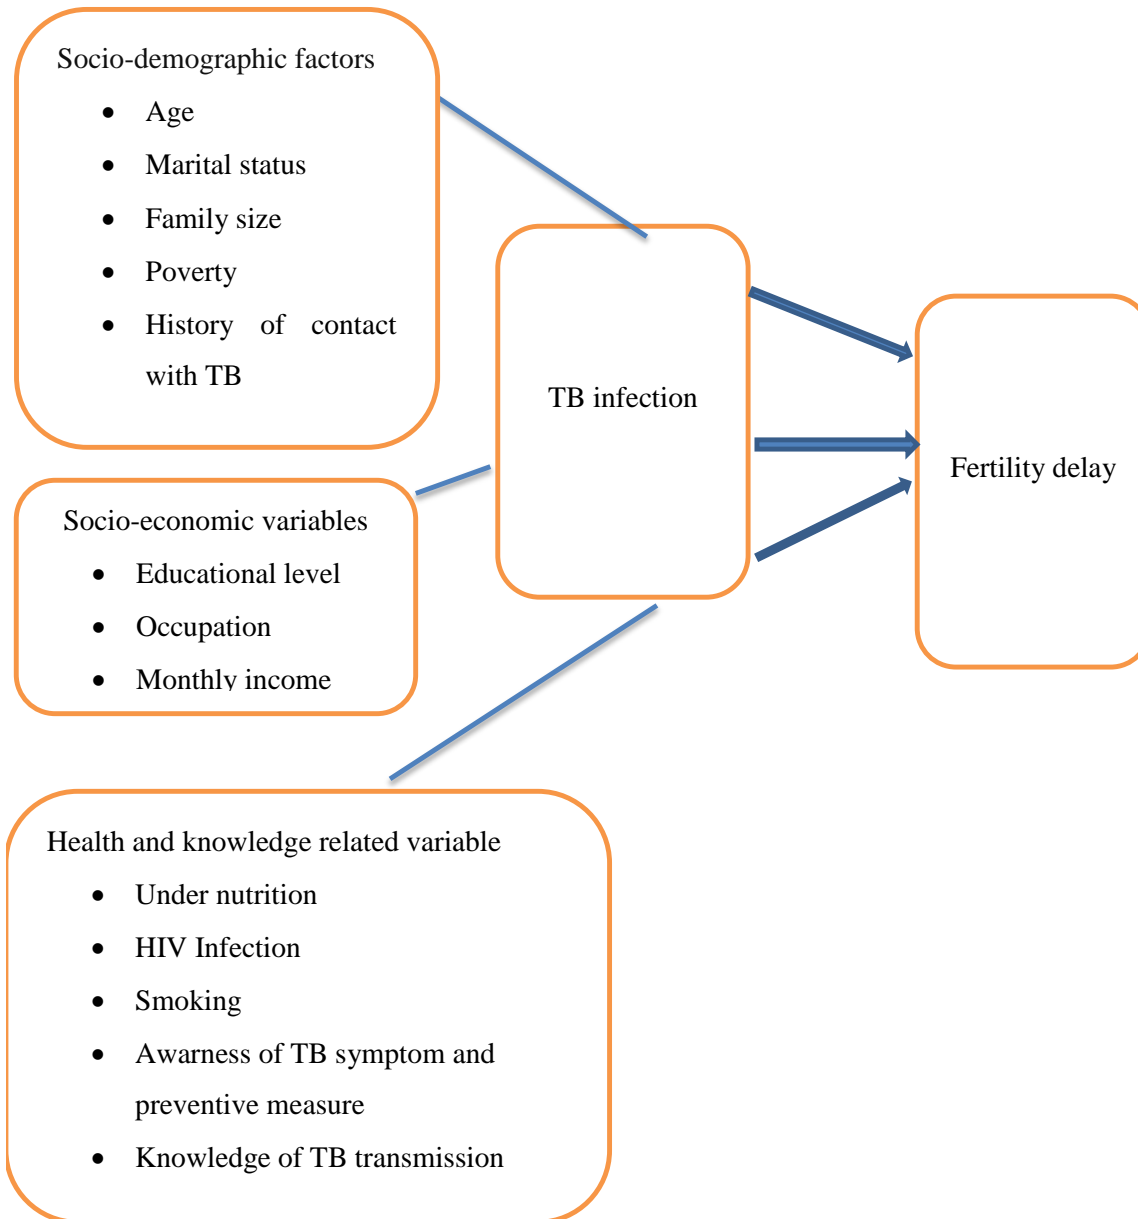 Socio-demographic factors
• Age
• Marital status
• Family size
• Poverty
• History of contact
with TB
TB infection
Fertility delay
Socio-economic variables
• Educational level
• Occupation
• Monthly income
Health and knowledge related variable
• Under nutrition
• HIV Infection
• Smoking
• Awarness of TB symptom and
preventive measure
• Knowledge of TB transmission